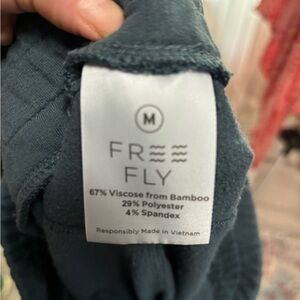 M
FREE
FLY
67% Viscose from Bamboo
29% Polyester
4% Spandex
Responsibly Made in Vietnam